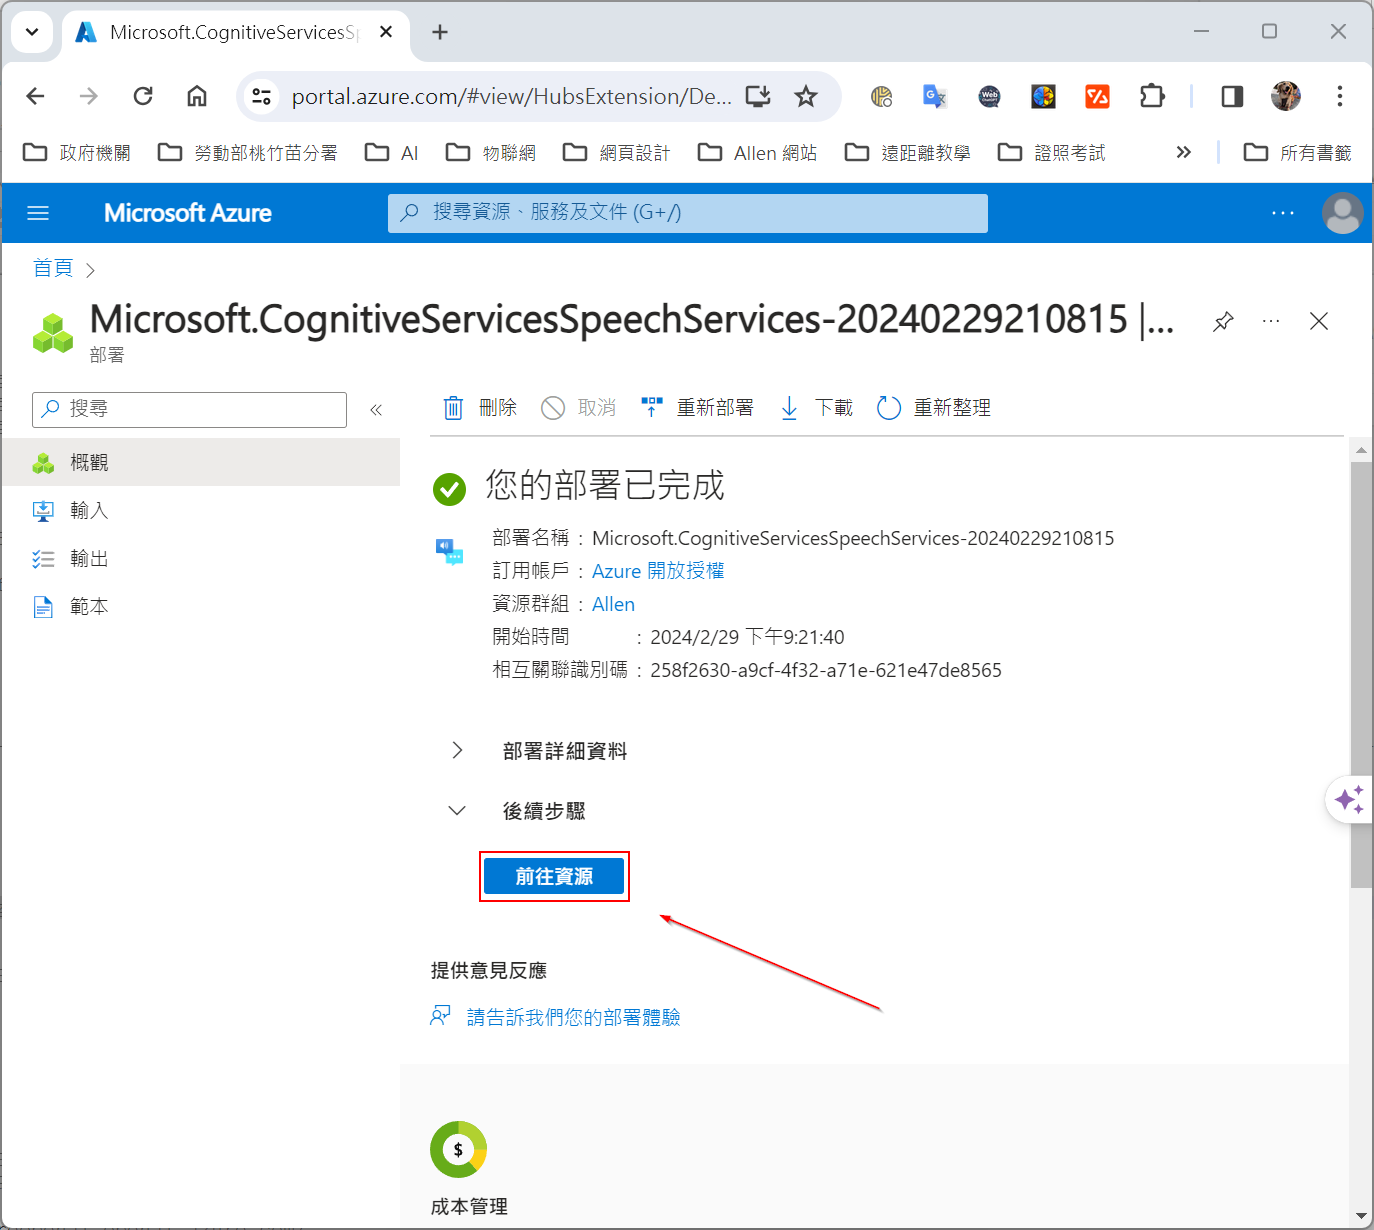 Microsoft.CognitiveServicesSp
portal.azure.com/#view/HubsExtension/De...
政府機關
勞動部桃竹苗分署
AI
物聯網
網頁設計
Allen 網站
遠距離教學
證照考試
所有書籤
Microsoft Azure
搜尋資源、服務及文件 (G+/)
首頁
Microsoft.CognitiveServicesSpeechServices-20240229210815 |...
部署
搜尋
刪除
取消
重新部署
下載
重新整理
概觀
輸入
輸出
範本
您的部署已完成
部署名稱 : Microsoft.CognitiveServicesSpeechServices-20240229210815
訂用帳戶 : Azure 開放授權
資源群組 : Allen
開始時間 : 2024/2/29 下午9:21:40
相互關聯識別碼 : 258f2630-a9cf-4f32-a71e-621e47de8565
部署詳細資料
後續步驟
前往資源
提供意見反應
請告訴我們您的部署體驗
成本管理